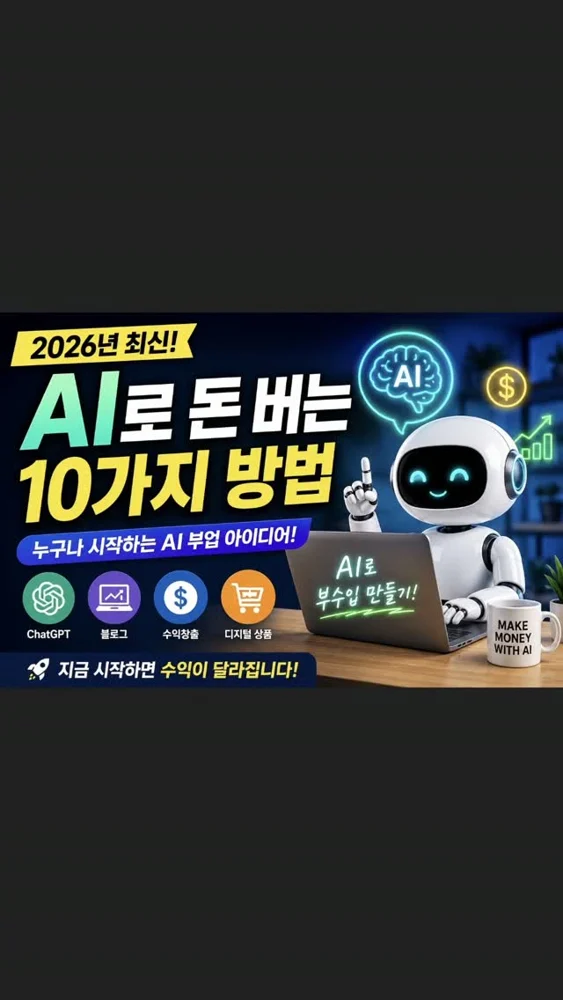 2026년 최신!
AI로 돈 버는
10가지 방법
누구나 시작하는 AI 부업 아이디어!
ChatGPT
블로그
수익창출
디지털 상품
지금 시작하면 수익이 달라집니다!
AI
$
AI로
부수입 만들기!
MAKE
MONEY
WITH AI
$